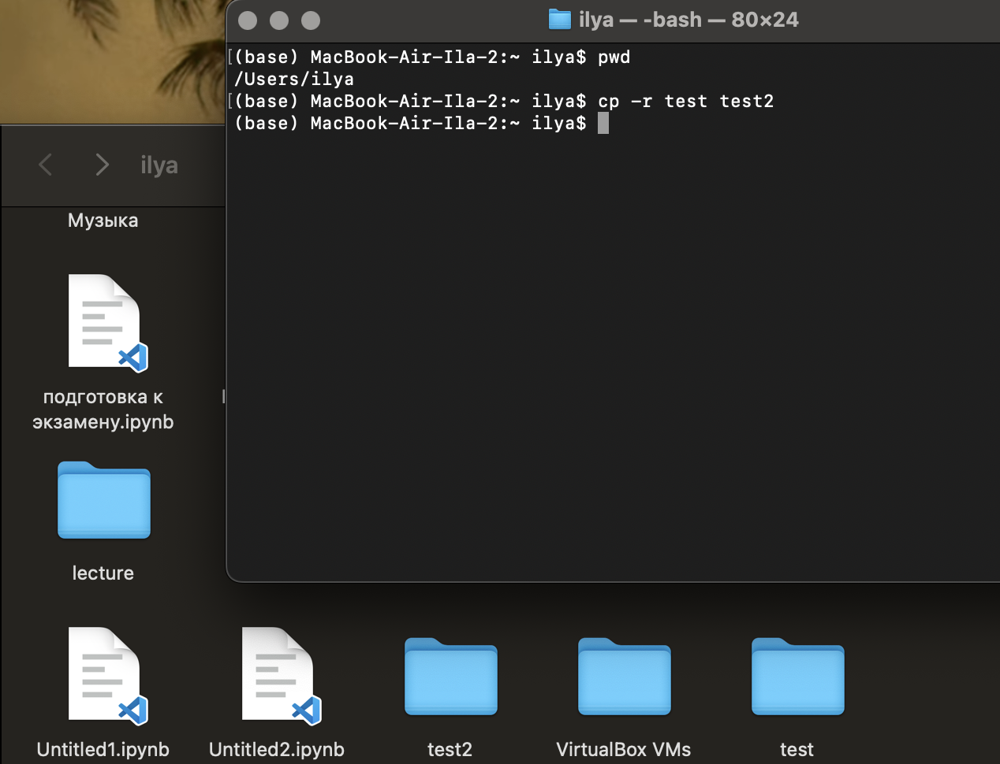 ilya — -bash — 80×24
(base) MacBook-Air-Ila-2:~ ilya$ pwd
/Users/ilya
(base) MacBook-Air-Ila-2:~ ilya$ cp -r test test2
(base) MacBook-Air-Ila-2:~ ilya$
ilya
Музыка
подготовка к
экзамену.ipynb
lecture
Untitled1.ipynb
Untitled2.ipynb
test2
VirtualBox VMs
test